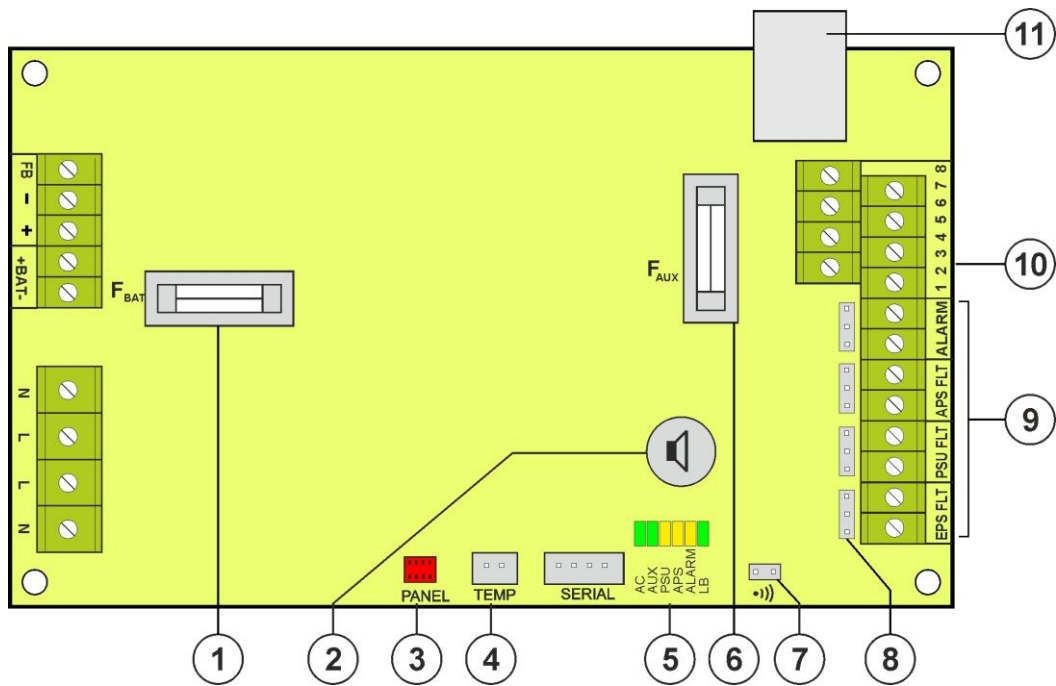 11
FB
-
+
+BAT-
F BAT
F AUX
8
7
6
5
4
3
2
1
10
ALARM
APS FLT
PSU FLT
EPS FLT
9
N
L
L
N
PANEL
TEMP
SERIAL
AC
AUX
PSU
APS
ALARM
LB
1
2
3
4
5
6
7
8